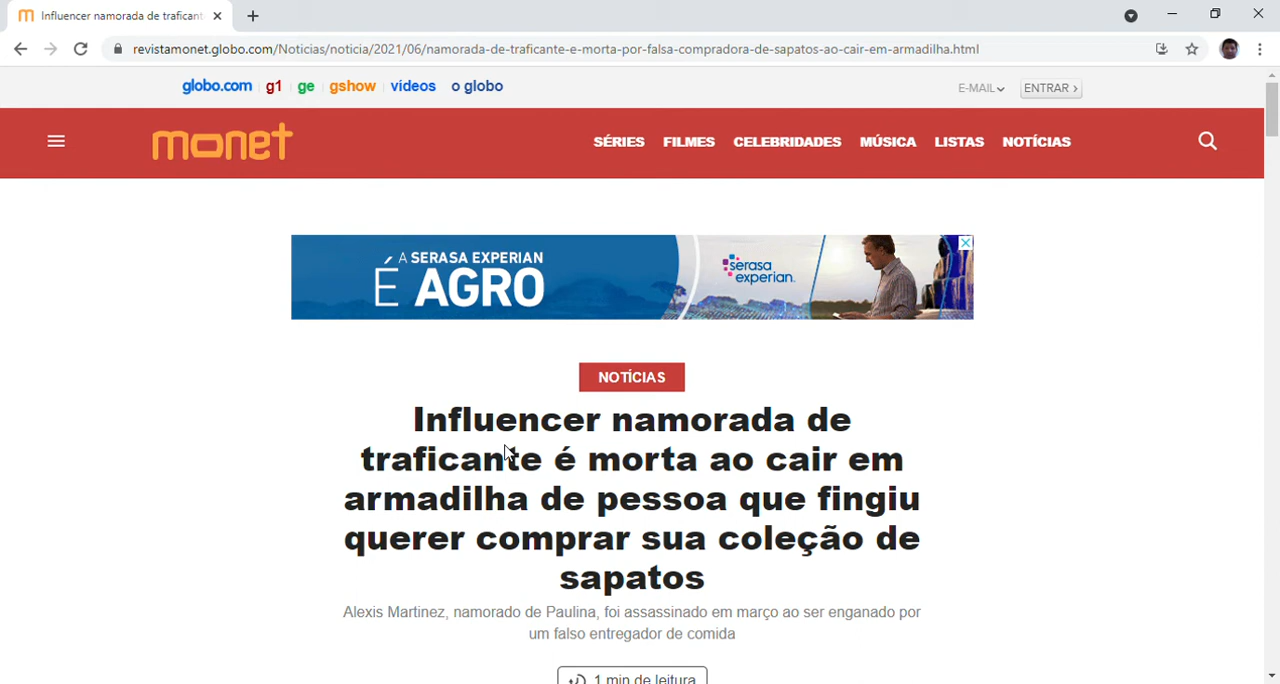 Influencer namorada de traficant
revistamonet.globo.com/Noticias/noticia/2021/06/namorada-de-traficante-e-morta-por-falsa-compradora-de-sapatos-ao-cair-em-armadilha.html
globo.com g1 ge gshow vídeos o globo E-MAIL ENTRAR
monet SÉRIES FILMES CELEBRIDADES MÚSICA LISTAS NOTÍCIAS
A SERASA EXPERIAN
É AGRO
serasa
experian.
NOTÍCIAS
Influencer namorada de
traficante é morta ao cair em
armadilha de pessoa que fingiu
querer comprar sua coleção de
sapatos
Alexis Martinez, namorado de Paulina, foi assassinado em março ao ser enganado por
um falso entregador de comida
1 min de leitura